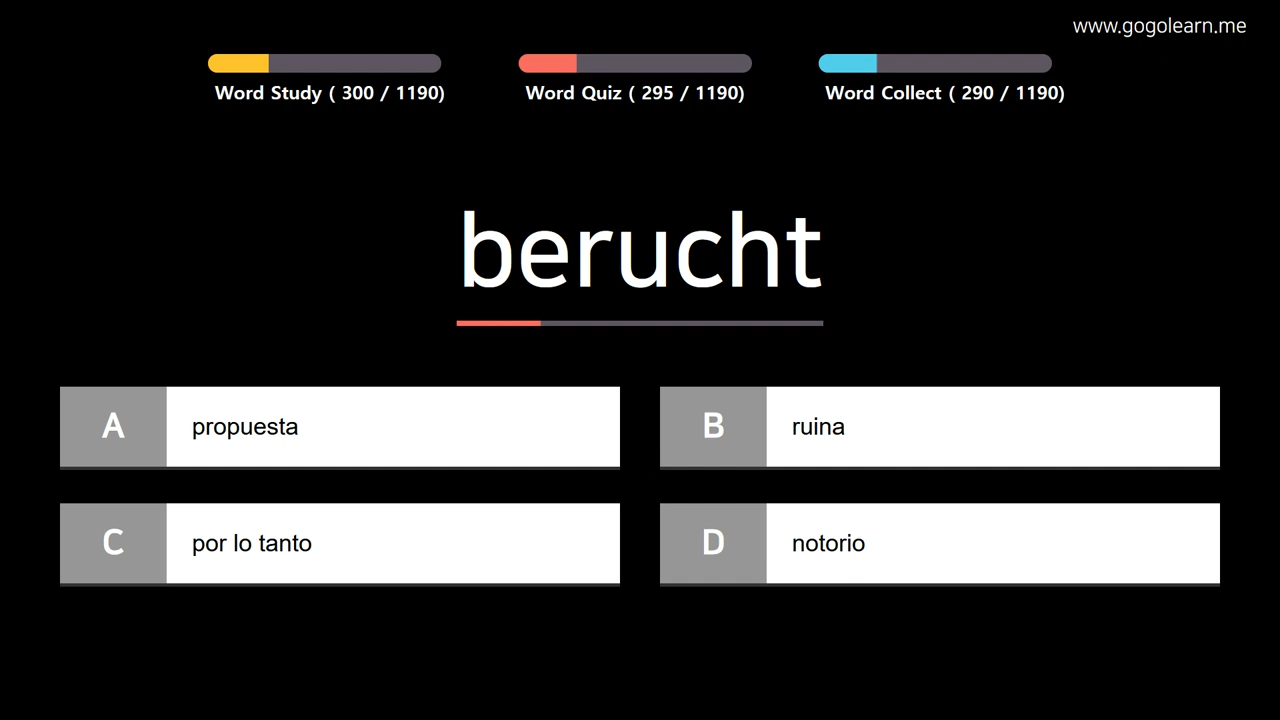 www.gogolearn.me
Word Study ( 300 / 1190)
Word Quiz ( 295 / 1190)
Word Collect ( 290 / 1190)
berucht
A
propuesta
B
ruina
C
por lo tanto
D
notorio